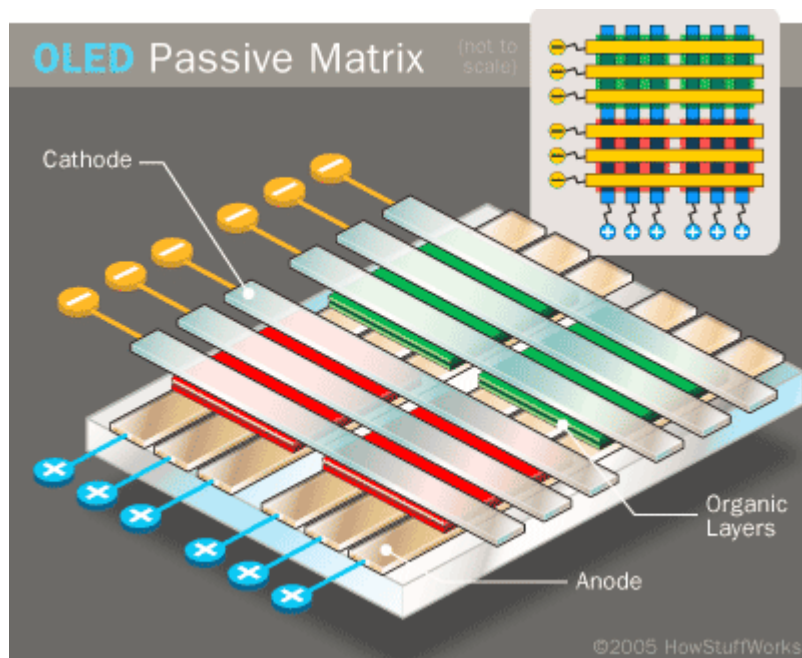 OLED Passive Matrix
(not to
scale)
Cathode
Organic
Layers
Anode
©2005 HowStuffWorks